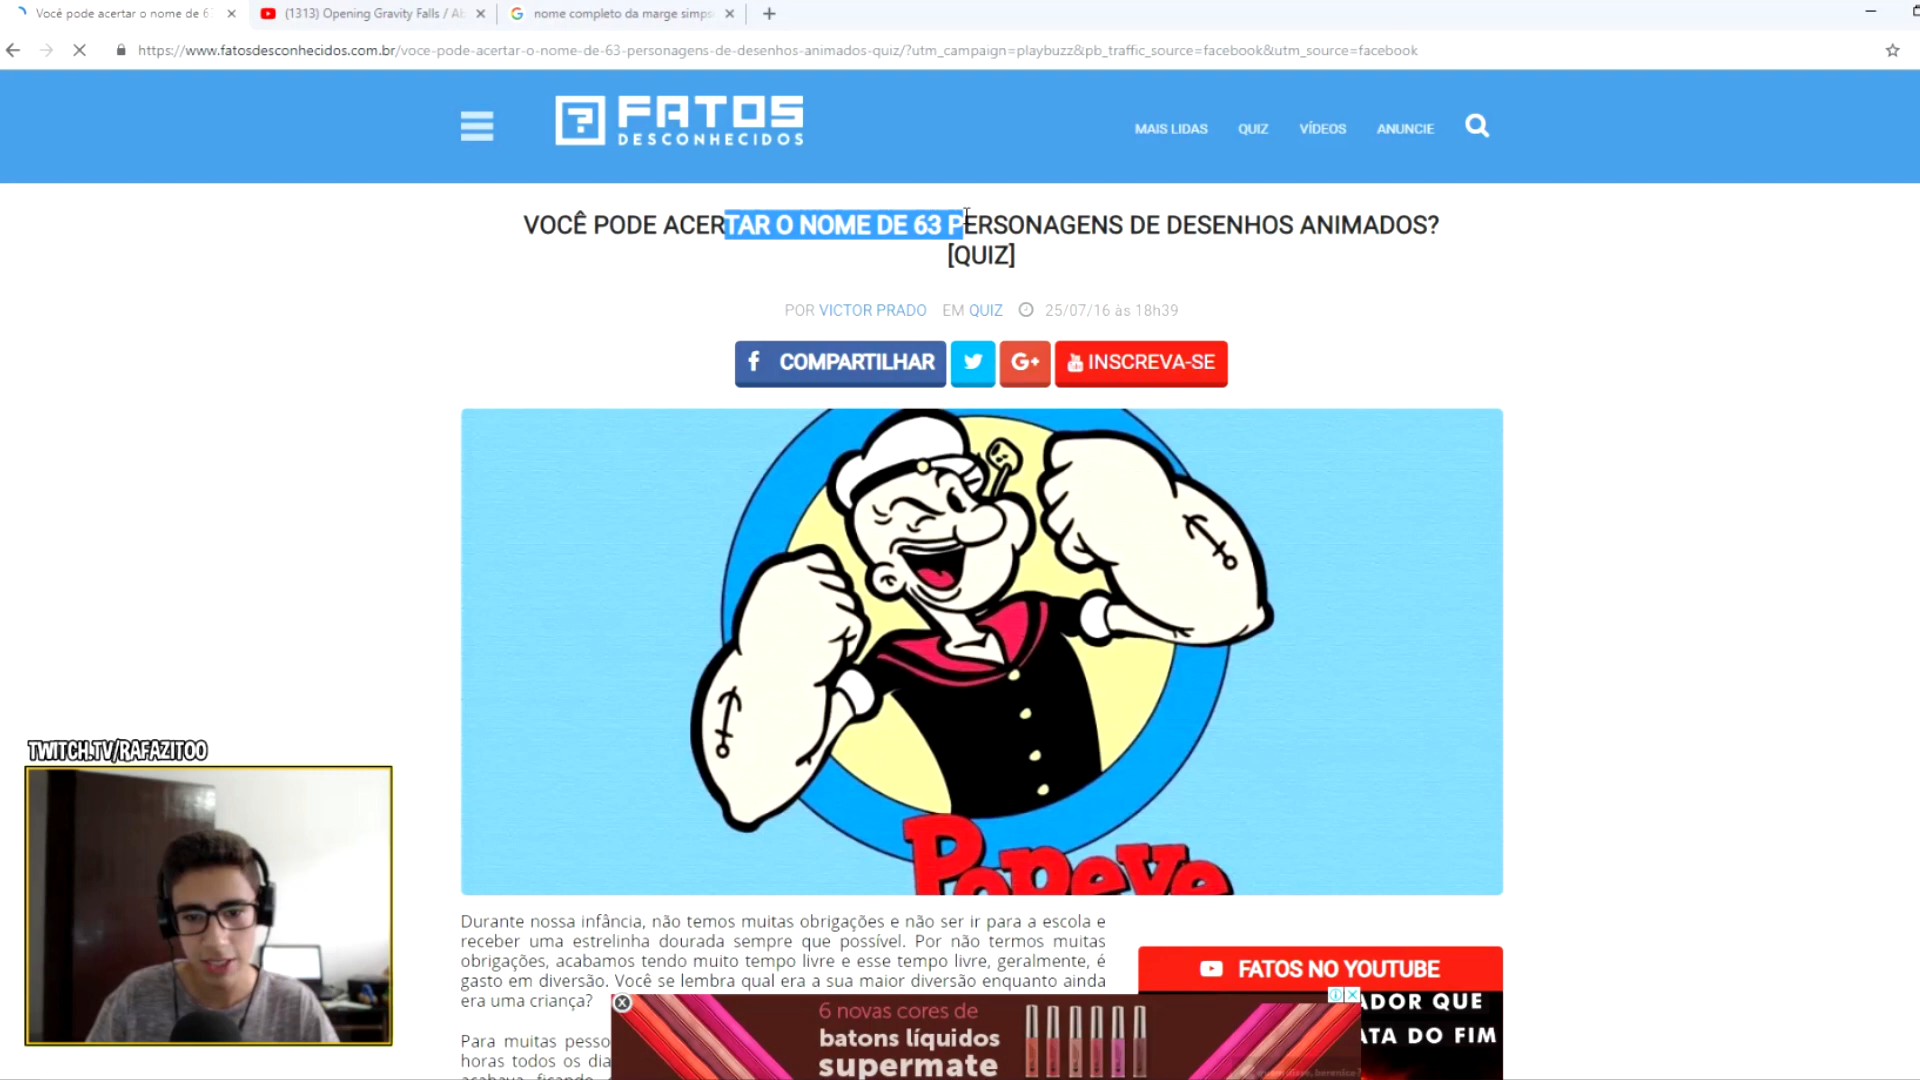 Você pode acertar o nome de 6
(1313) Opening Gravity Falls / Ab
nome completo da marge simps
https://www.fatosdesconhecidos.com.br/voce-pode-acertar-o-nome-de-63-personagens-de-desenhos-animados-quiz/?utm_campaign=playbuzz&pb_traffic_source=facebook&utm_source=facebook
FATOS
DESCONHECIDOS
MAIS LIDAS
QUIZ
VÍDEOS
ANUNCIE
VOCÊ PODE ACERTAR O NOME DE 63 PERSONAGENS DE DESENHOS ANIMADOS?
[QUIZ]
POR VICTOR PRADO EM QUIZ 25/07/16 às 18h39
COMPARTILHAR
G+
INSCREVA-SE
Popeye
TWITCH.TV/RAFAZITOO
Durante nossa infância, não temos muitas obrigações e não ser ir para a escola e
receber uma estrelinha dourada sempre que possível. Por não termos muitas
obrigações, acabamos tendo muito tempo livre e esse tempo livre, geralmente, é
gasto em diversão. Você se lembra qual era a sua maior diversão enquanto ainda
era uma criança?
Para muitas pesso
horas todos os dia
FATOS NO YOUTUBE
ADOR QUE
ATA DO FIM
6 novas cores de
batons líquidos
supermate